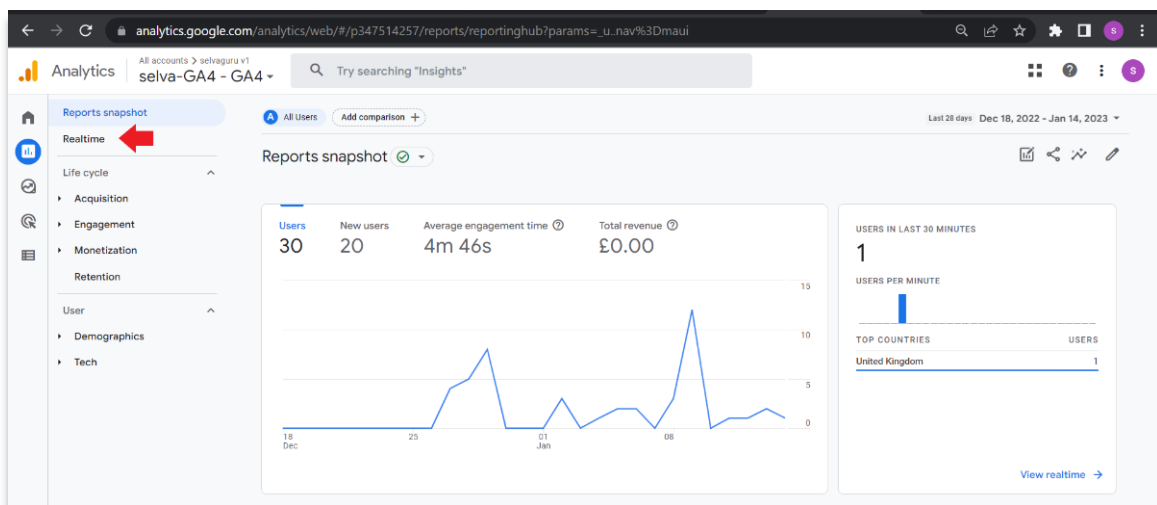 analytics.google.com/analytics/web/#/p347514257/reports/reportinghub?params=_u..nav%3Dmaui
S
Analytics
All accounts > selvaguru v1
selva-GA4 - GA4
Try searching "Insights"
S
Reports snapshot
Realtime
Life cycle
Acquisition
Engagement
Monetization
Retention
User
Demographics
Tech
A All Users
Add comparison +
Last 28 days Dec 18, 2022 - Jan 14, 2023
Reports snapshot
Users New users Average engagement time Total revenue
30 20 4m 46s £0.00
15
10
5
0
18 25 01 08
Dec Jan
USERS IN LAST 30 MINUTES
1
USERS PER MINUTE
TOP COUNTRIES USERS
United Kingdom 1
View realtime